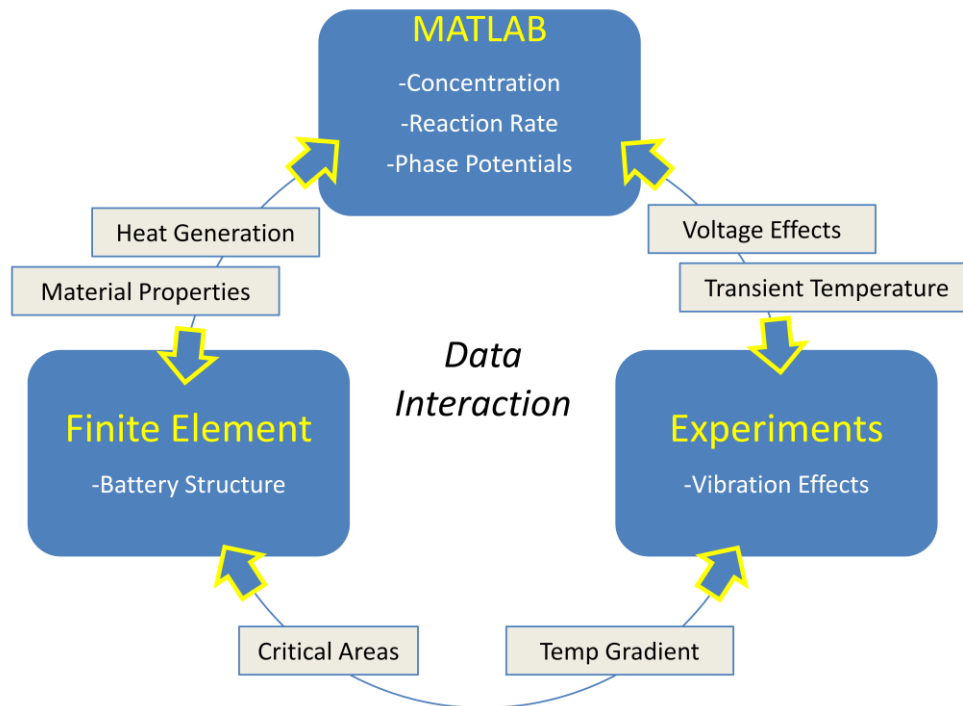 MATLAB
-Concentration
-Reaction Rate
-Phase Potentials
Heat Generation
Material Properties
Voltage Effects
Transient Temperature
Data
Interaction
Finite Element
-Battery Structure
Experiments
-Vibration Effects
Critical Areas
Temp Gradient